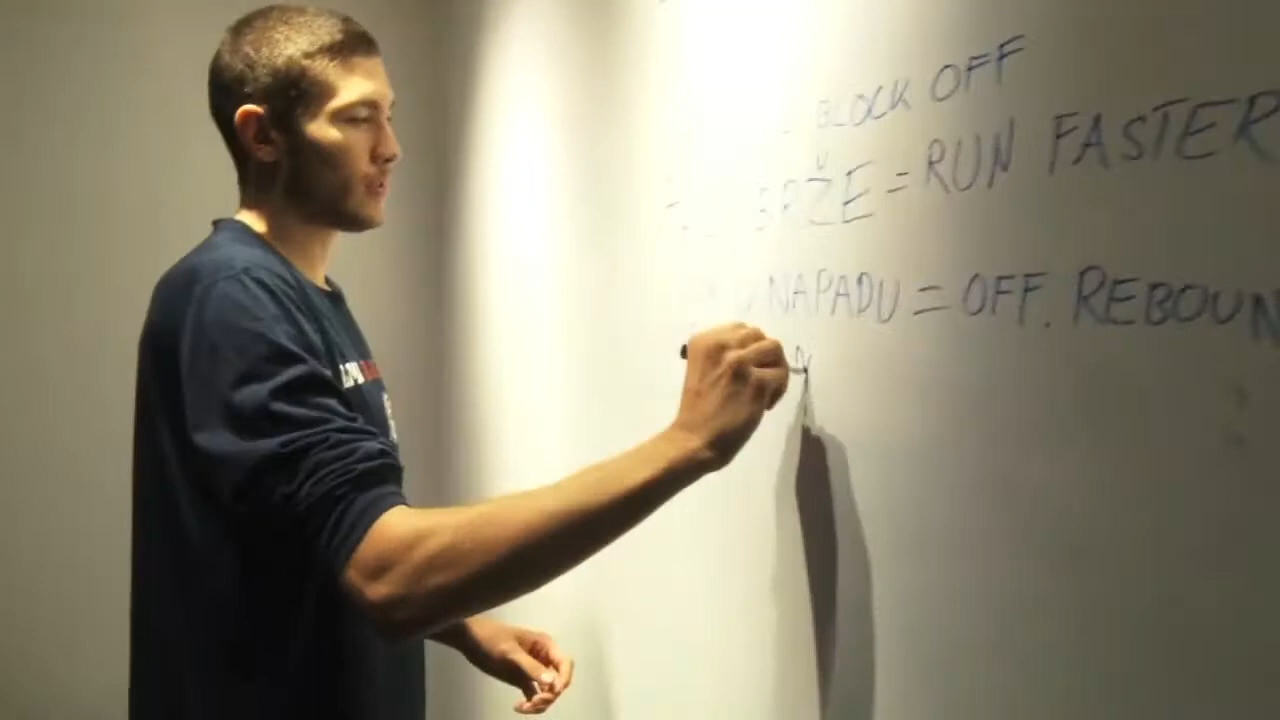 BLOCK OFF
BRŽE = RUN FASTER
NAPADU = OFF. REBOUN